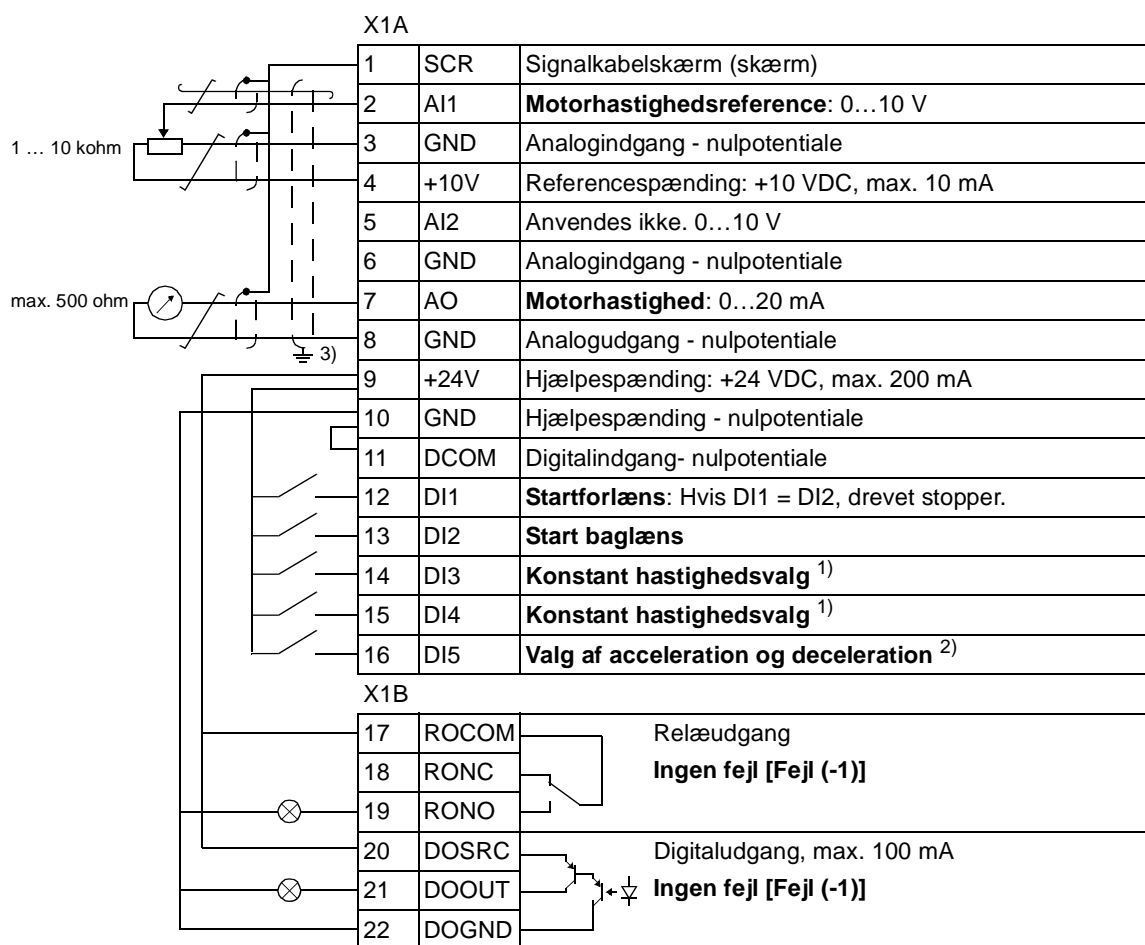 X1A
1 SCR Signalkabelskærm (skærm)
2 AI1 Motorhastighedsreference: 0…10 V
1 … 10 kohm 3 GND Analogindgang - nulpotentiale
4 +10V Referencespænding: +10 VDC, max. 10 mA
5 AI2 Anvendes ikke. 0…10 V
6 GND Analogindgang - nulpotentiale
max. 500 ohm 7 AO Motorhastighed: 0…20 mA
3) 8 GND Analogudgang - nulpotentiale
9 +24V Hjælpespænding: +24 VDC, max. 200 mA
10 GND Hjælpespænding - nulpotentiale
11 DCOM Digitalindgang- nulpotentiale
12 DI1 Startforlæns: Hvis DI1 = DI2, drevet stopper.
13 DI2 Start baglæns
14 DI3 Konstant hastighedsvalg 1)
15 DI4 Konstant hastighedsvalg 1)
16 DI5 Valg af acceleration og deceleration 2)
X1B
17 ROCOM Relæudgang
18 RONC Ingen fejl [Fejl (-1)]
19 RONO
20 DOSRC Digitaludgang, max. 100 mA
21 DOOUT Ingen fejl [Fejl (-1)]
22 DOGND